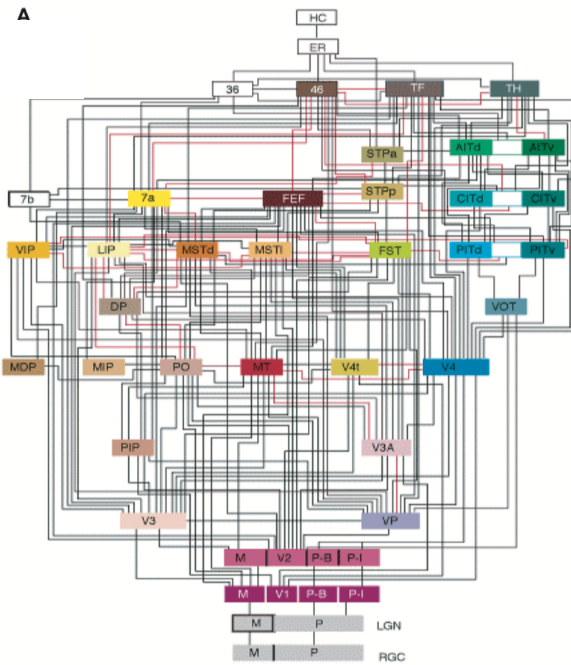 A
HC
ER
36 46 TF TH
STPa AITd AITv
7b 7a FEF STPp CITd CITv
VIP LIP MSTd MSTl FST PITd PITv
DP VOT
MDP MIP PO MT V4t V4
PIP V3A
V3 VP
M V2 P-B P-I
M V1 P-B P-I
M P LGN
M P RGC